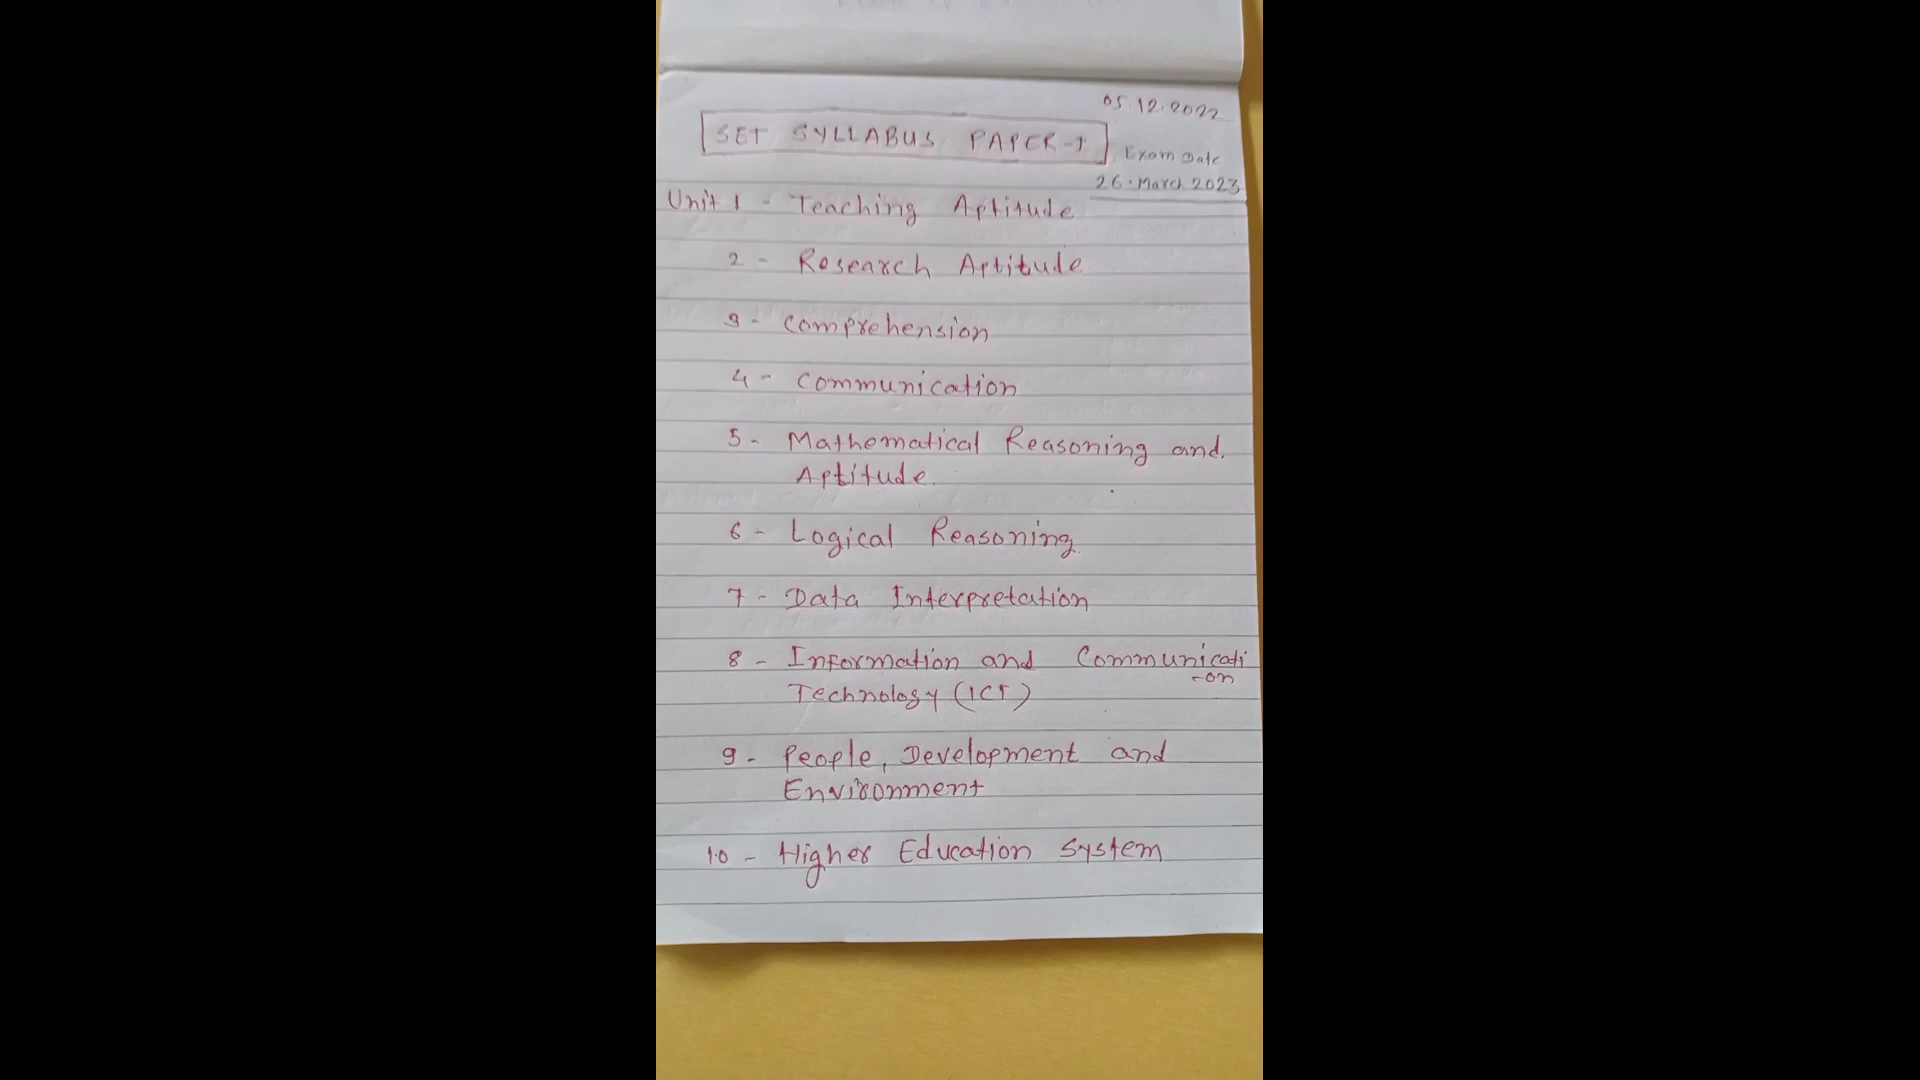 05.12.2022
SET SYLLABUS PAPER-I
Exam Date
26.March 2023
Unit 1 - Teaching Aptitude
2 - Research Aptitude
3 - Comprehension
4 - Communication
5 - Mathematical Reasoning and
Aptitude.
6 - Logical Reasoning.
7 - Data Interpretation
8 - Information and Communicati
-on
Technology (ICT)
9 - People, Development and
Environment
10 - Higher Education System